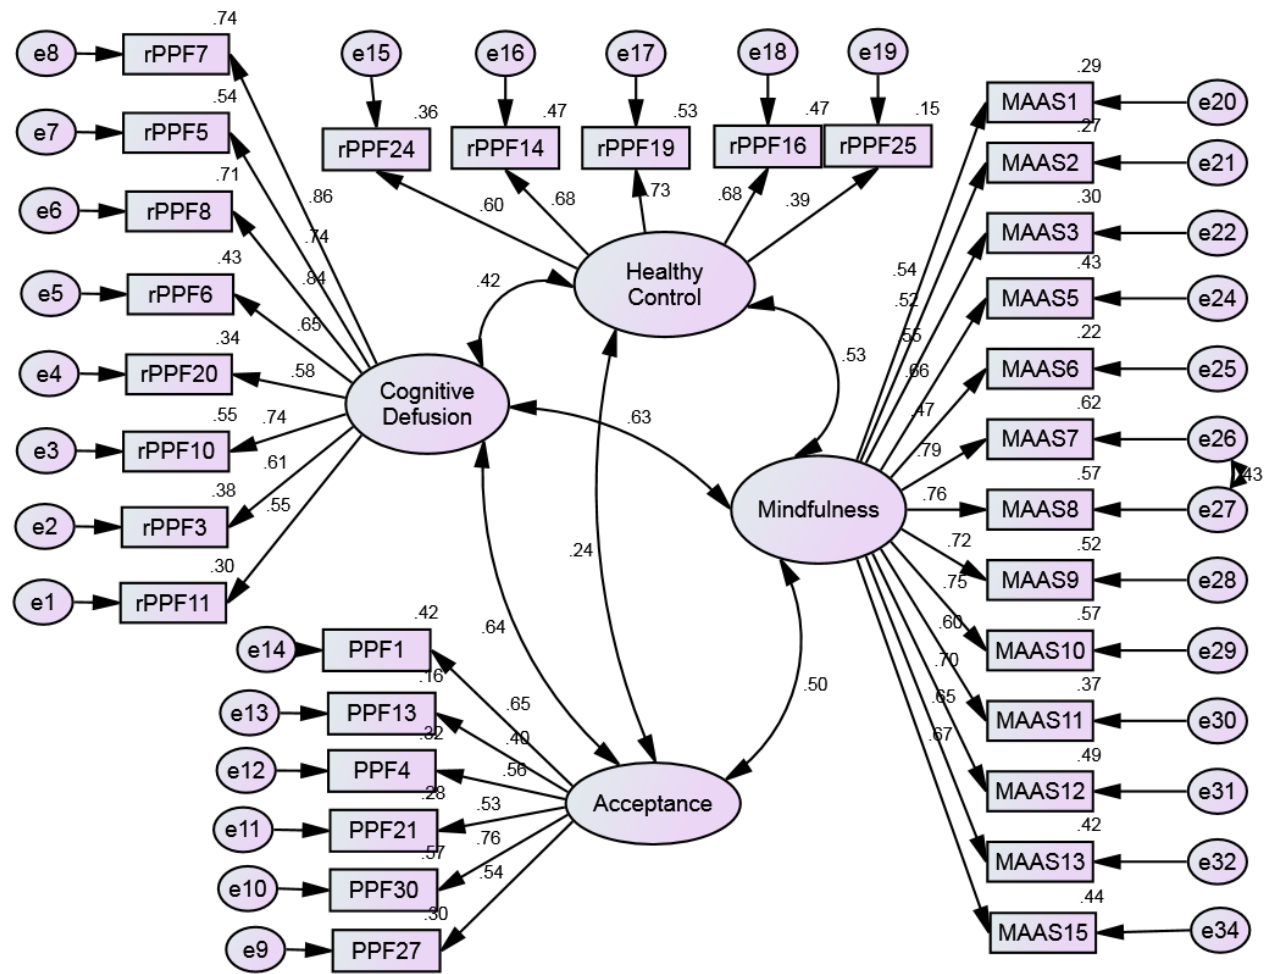 .74
e8 rPPF7
.54
e7 rPPF5
.71
e6 rPPF8
.43
e5 rPPF6
.34
e4 rPPF20
.55
e3 rPPF10
.38
e2 rPPF3
.30
e1 rPPF11
.86
.74
.84
.65
.58
.74
.61
.55
Cognitive
Defusion
e15 e16 e17 e18 e19
.36 .47 .53 .47 .15
rPPF24 rPPF14 rPPF19 rPPF16 rPPF25
.60 .68 .73 .68 .39
Healthy
Control
.42
.53
.63
.24
.64
.50
.42
e14 PPF1
.16
e13 PPF13
.32
e12 PPF4
.28
e11 PPF21
.57
e10 PPF30
.30
e9 PPF27
.65
.40
.56
.53
.76
.54
Acceptance
Mindfulness
.54
.52
.55
.66
.47
.79
.76
.72
.75
.60
.70
.65
.67
.29
MAAS1 e20
.27
MAAS2 e21
.30
MAAS3 e22
.43
MAAS5 e24
.22
MAAS6 e25
.62
MAAS7 e26
.43
.57
MAAS8 e27
.52
MAAS9 e28
.57
MAAS10 e29
.37
MAAS11 e30
.49
MAAS12 e31
.42
MAAS13 e32
.44
MAAS15 e34